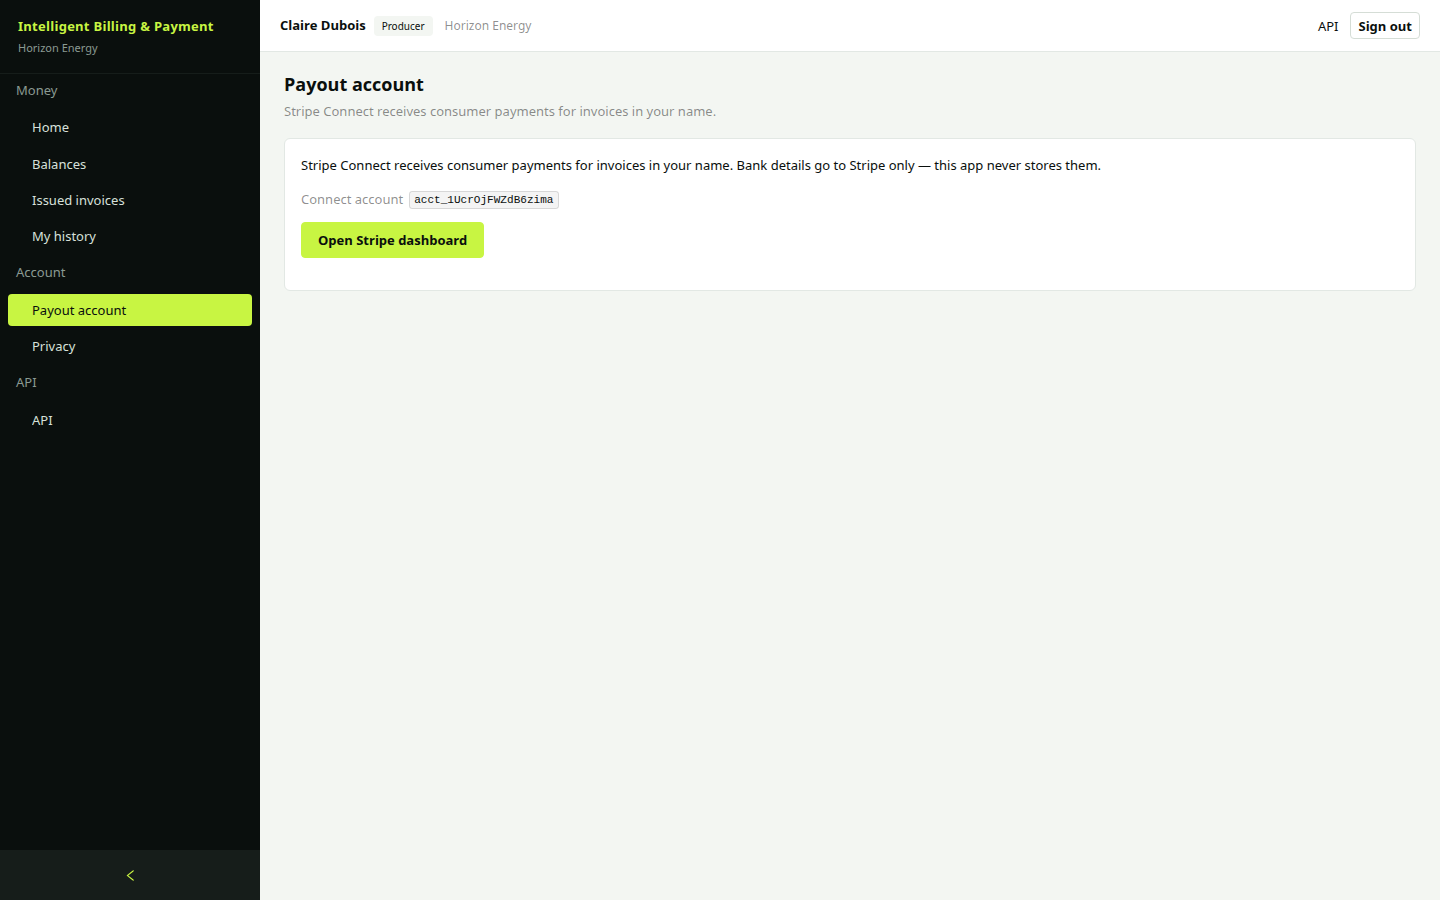 Intelligent Billing & Payment
Horizon Energy
Money
Home
Balances
Issued invoices
My history
Account
Payout account
Privacy
API
API
Claire Dubois Producer Horizon Energy
API Sign out
Payout account
Stripe Connect receives consumer payments for invoices in your name.
Stripe Connect receives consumer payments for invoices in your name. Bank details go to Stripe only — this app never stores them.
Connect account acct_1UcrOjFWZdB6zima
Open Stripe dashboard